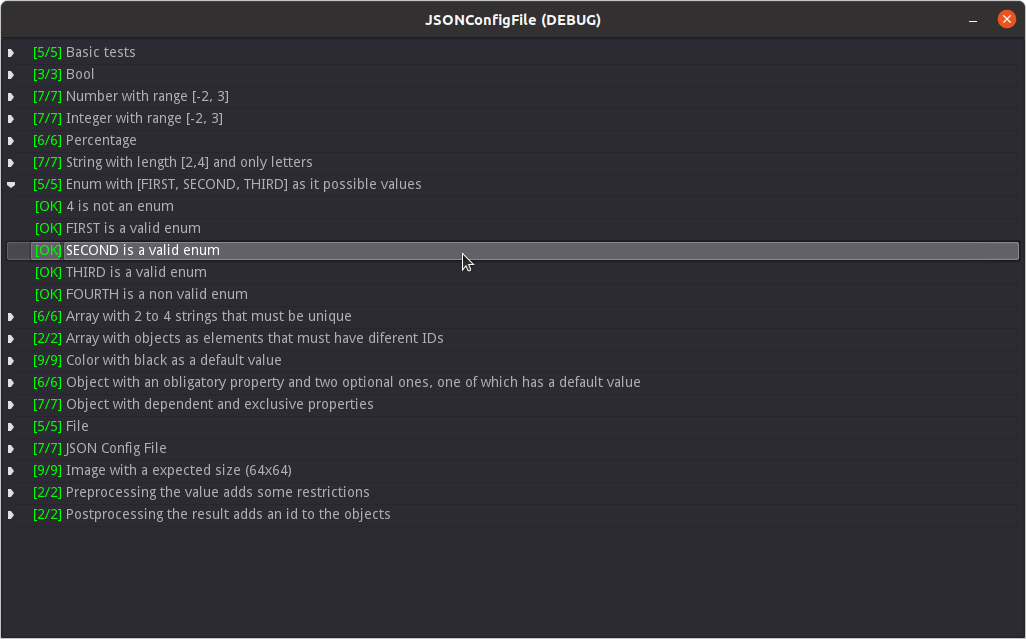 JSONConfigFile (DEBUG)
[5/5] Basic tests
[3/3] Bool
[7/7] Number with range [-2, 3]
[7/7] Integer with range [-2, 3]
[6/6] Percentage
[7/7] String with length [2,4] and only letters
[5/5] Enum with [FIRST, SECOND, THIRD] as it possible values
[OK] 4 is not an enum
[OK] FIRST is a valid enum
[OK] SECOND is a valid enum
[OK] THIRD is a valid enum
[OK] FOURTH is a non valid enum
[6/6] Array with 2 to 4 strings that must be unique
[2/2] Array with objects as elements that must have diferent IDs
[9/9] Color with black as a default value
[6/6] Object with an obligatory property and two optional ones, one of which has a default value
[7/7] Object with dependent and exclusive properties
[5/5] File
[7/7] JSON Config File
[9/9] Image with a expected size (64x64)
[2/2] Preprocessing the value adds some restrictions
[2/2] Postprocessing the result adds an id to the objects